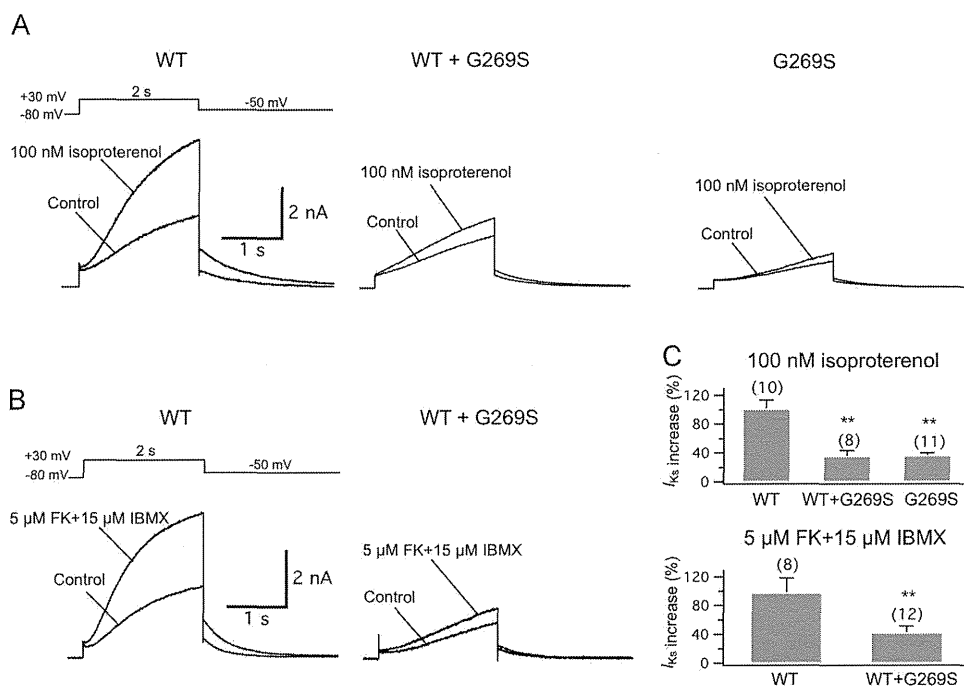 A
WT
WT + G269S
G269S
+30 mV
-80 mV
2 s
-50 mV
100 nM isoproterenol
Control
2 nA
1 s
100 nM isoproterenol
Control
100 nM isoproterenol
Control
B
WT
WT + G269S
+30 mV
-80 mV
2 s
-50 mV
5 µM FK+15 µM IBMX
Control
2 nA
1 s
5 µM FK+15 µM IBMX
Control
C
100 nM isoproterenol
IKs increase (%)
120
80
40
0
(10)
**
(8)
**
(11)
WT
WT+G269S
G269S
5 µM FK+15 µM IBMX
IKs increase (%)
120
80
40
0
(8)
**
(12)
WT
WT+G269S